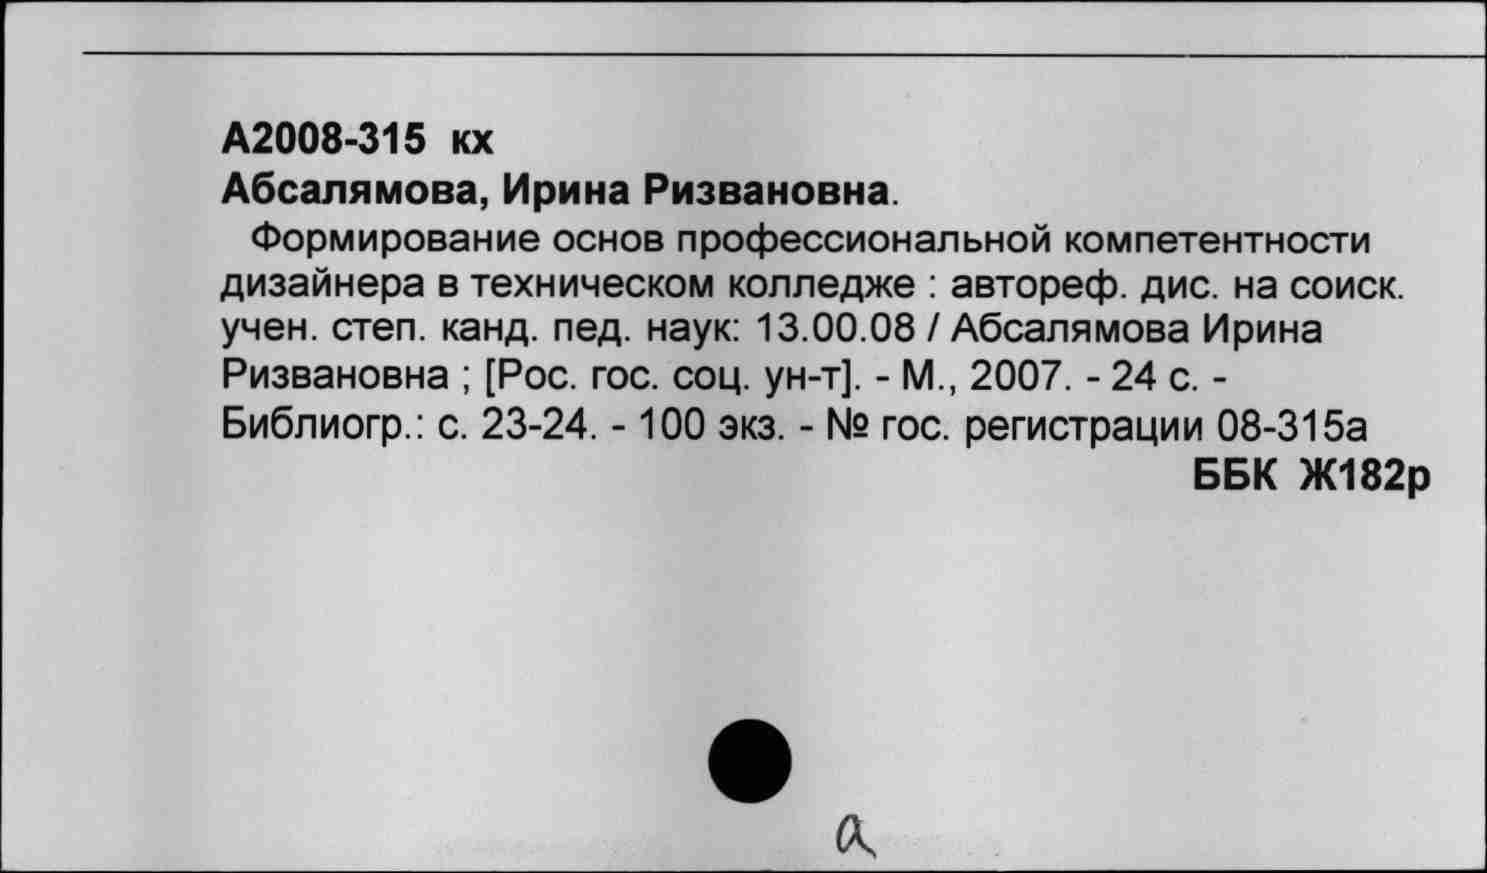 А2008-315 кх
Абсалямова, Ирина Ризвановна.
Формирование основ профессиональной компетентности
дизайнера в техническом колледже : автореф. дис. на соиск.
учен. степ. канд. пед. наук: 13.00.08 / Абсалямова Ирина
Ризвановна ; [Рос. гос. соц. ун-т]. - М., 2007. - 24 с. -
Библиогр.: с. 23-24. - 100 экз. - № гос. регистрации 08-315а
ББК Ж182р
а